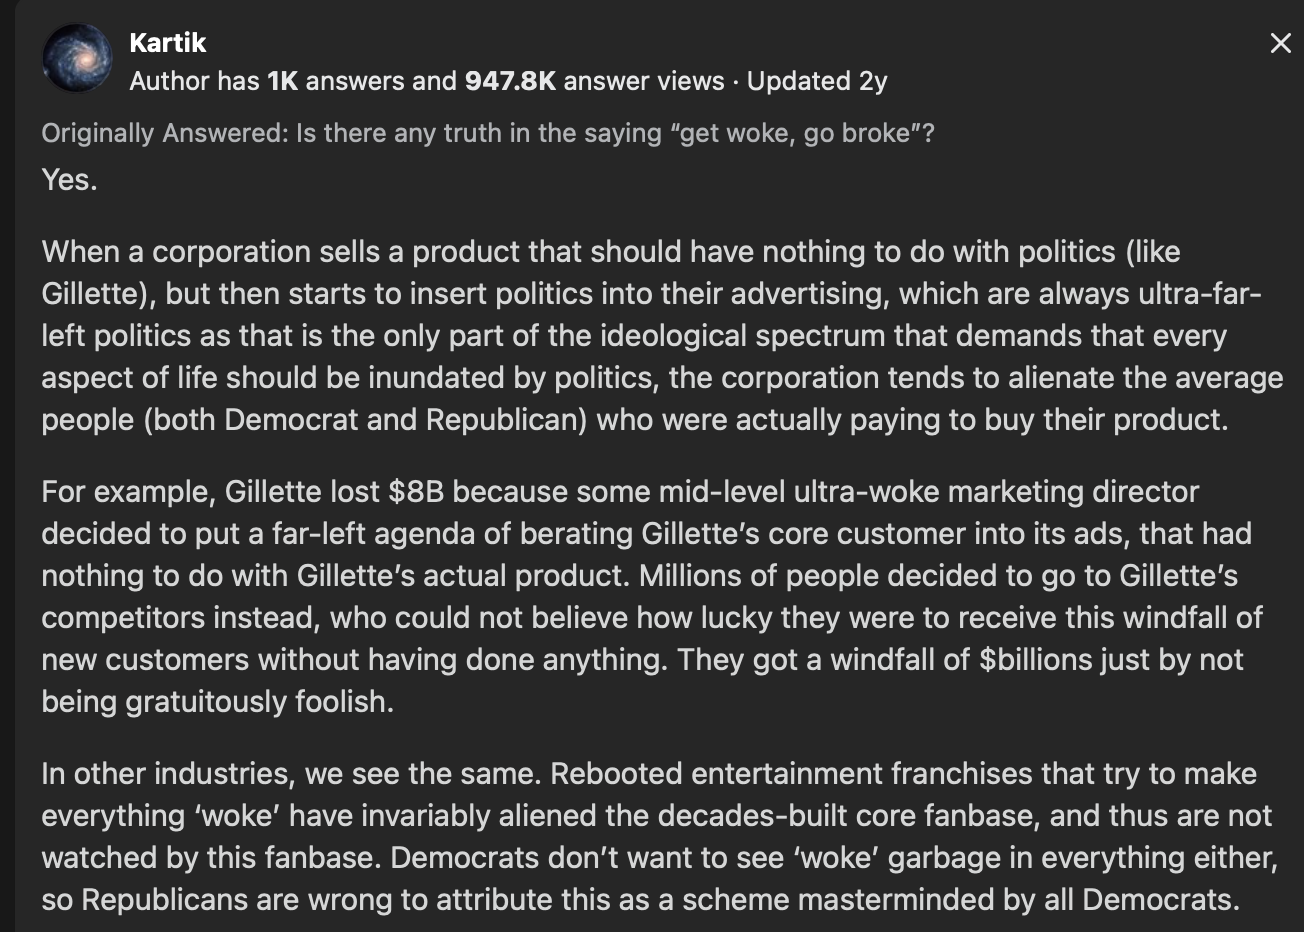 Kartik
Author has 1K answers and 947.8K answer views · Updated 2y
Originally Answered: Is there any truth in the saying “get woke, go broke”?
Yes.
When a corporation sells a product that should have nothing to do with politics (like
Gillette), but then starts to insert politics into their advertising, which are always ultra-far-
left politics as that is the only part of the ideological spectrum that demands that every
aspect of life should be inundated by politics, the corporation tends to alienate the average
people (both Democrat and Republican) who were actually paying to buy their product.
For example, Gillette lost $8B because some mid-level ultra-woke marketing director
decided to put a far-left agenda of berating Gillette’s core customer into its ads, that had
nothing to do with Gillette’s actual product. Millions of people decided to go to Gillette’s
competitors instead, who could not believe how lucky they were to receive this windfall of
new customers without having done anything. They got a windfall of $billions just by not
being gratuitously foolish.
In other industries, we see the same. Rebooted entertainment franchises that try to make
everything ‘woke’ have invariably aliened the decades-built core fanbase, and thus are not
watched by this fanbase. Democrats don’t want to see ‘woke’ garbage in everything either,
so Republicans are wrong to attribute this as a scheme masterminded by all Democrats.